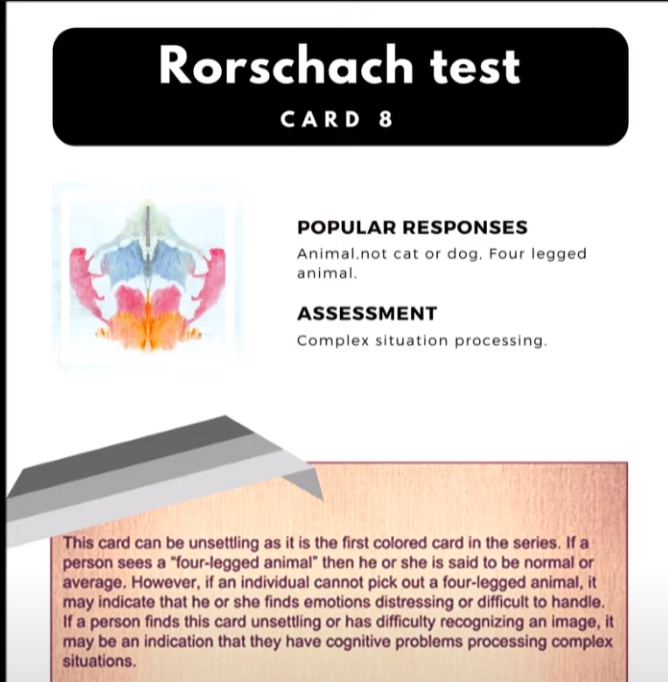 Rorschach test
CARD 8
POPULAR RESPONSES
Animal,not cat or dog, Four legged
animal.
ASSESSMENT
Complex situation processing.
This card can be unsettling as it is the first colored card in the series. If a
person sees a "four-legged animal" then he or she is said to be normal or
average. However, if an individual cannot pick out a four-legged animal, it
may indicate that he or she finds emotions distressing or difficult to handle.
If a person finds this card unsettling or has difficulty recognizing an image, it
may be an indication that they have cognitive problems processing complex
situations.